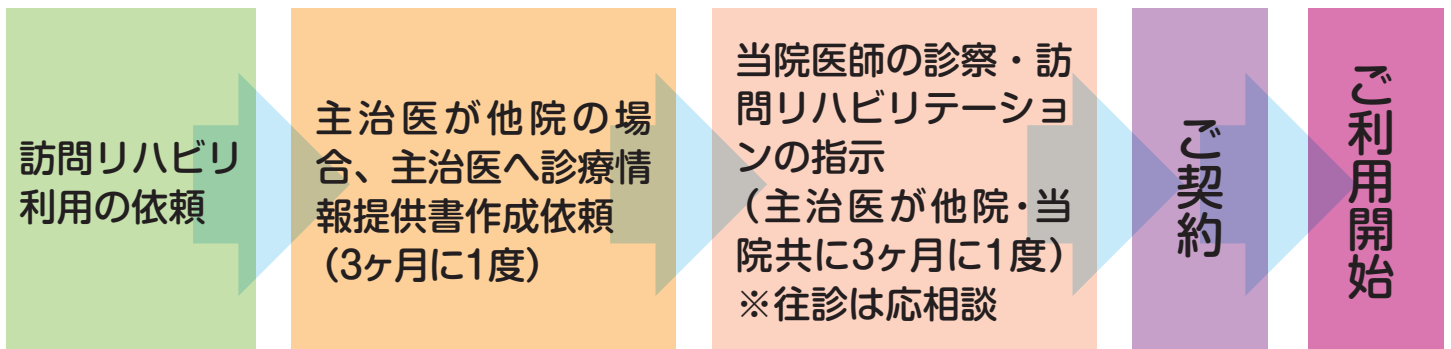 訪問リハビリ
利用の依頼
主治医が他院の場
合、主治医へ診療情
報提供書作成依頼
（3ヶ月に1度）
当院医師の診察・訪
問リハビリテーショ
ンの指示
（主治医が他院・当
院共に3ヶ月に1度）
※往診は応相談
ご契約
ご利用開始